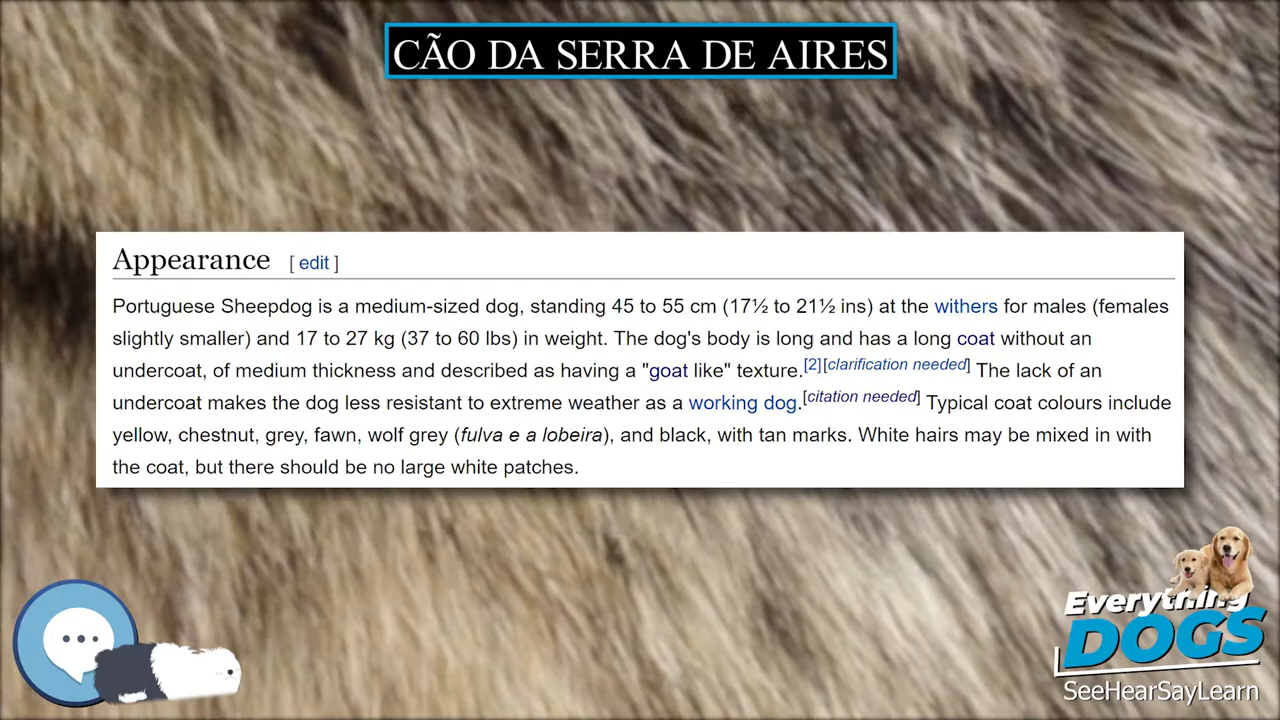 CÃO DA SERRA DE AIRES
Appearance [ edit ]
Portuguese Sheepdog is a medium-sized dog, standing 45 to 55 cm (17½ to 21½ ins) at the withers for males (females
slightly smaller) and 17 to 27 kg (37 to 60 lbs) in weight. The dog's body is long and has a long coat without an
undercoat, of medium thickness and described as having a "goat like" texture.[2][clarification needed] The lack of an
undercoat makes the dog less resistant to extreme weather as a working dog.[citation needed] Typical coat colours include
yellow, chestnut, grey, fawn, wolf grey (fulva e a lobeira), and black, with tan marks. White hairs may be mixed in with
the coat, but there should be no large white patches.
Everything
DOGS
SeeHearSayLearn